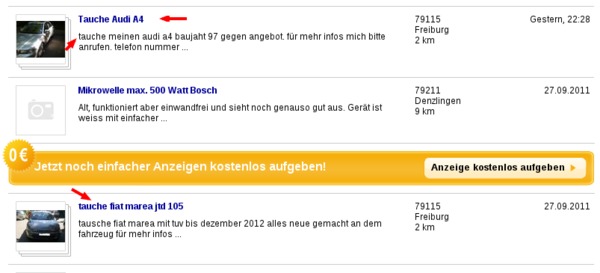 Tauche Audi A4
79115
Gestern, 22:28
Freiburg
2 km
tauche meinen audi a4 baujaht 97 gegen angebot. für mehr infos mich bitte
anrufen. telefon nummer ...
Mikrowelle max. 500 Watt Bosch
79211
27.09.2011
Denzlingen
9 km
Alt, funktioniert aber einwandfrei und sieht noch genauso gut aus. Gerät ist
weiss mit einfacher ...
0 €
Jetzt noch einfacher Anzeigen kostenlos aufgeben!
Anzeige kostenlos aufgeben
tauche fiat marea jtd 105
79115
27.09.2011
Freiburg
2 km
tausche fiat marea mit tuv bis dezember 2012 alles neue gemacht an dem
fahrzeug für mehr infos ...